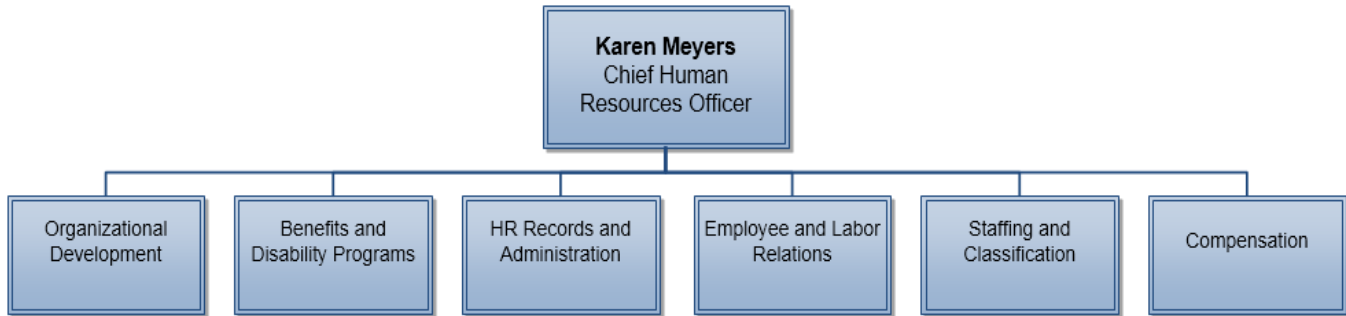 Karen Meyers
Chief Human
Resources Officer
Organizational
Development
Benefits and
Disability Programs
HR Records and
Administration
Employee and Labor
Relations
Staffing and
Classification
Compensation